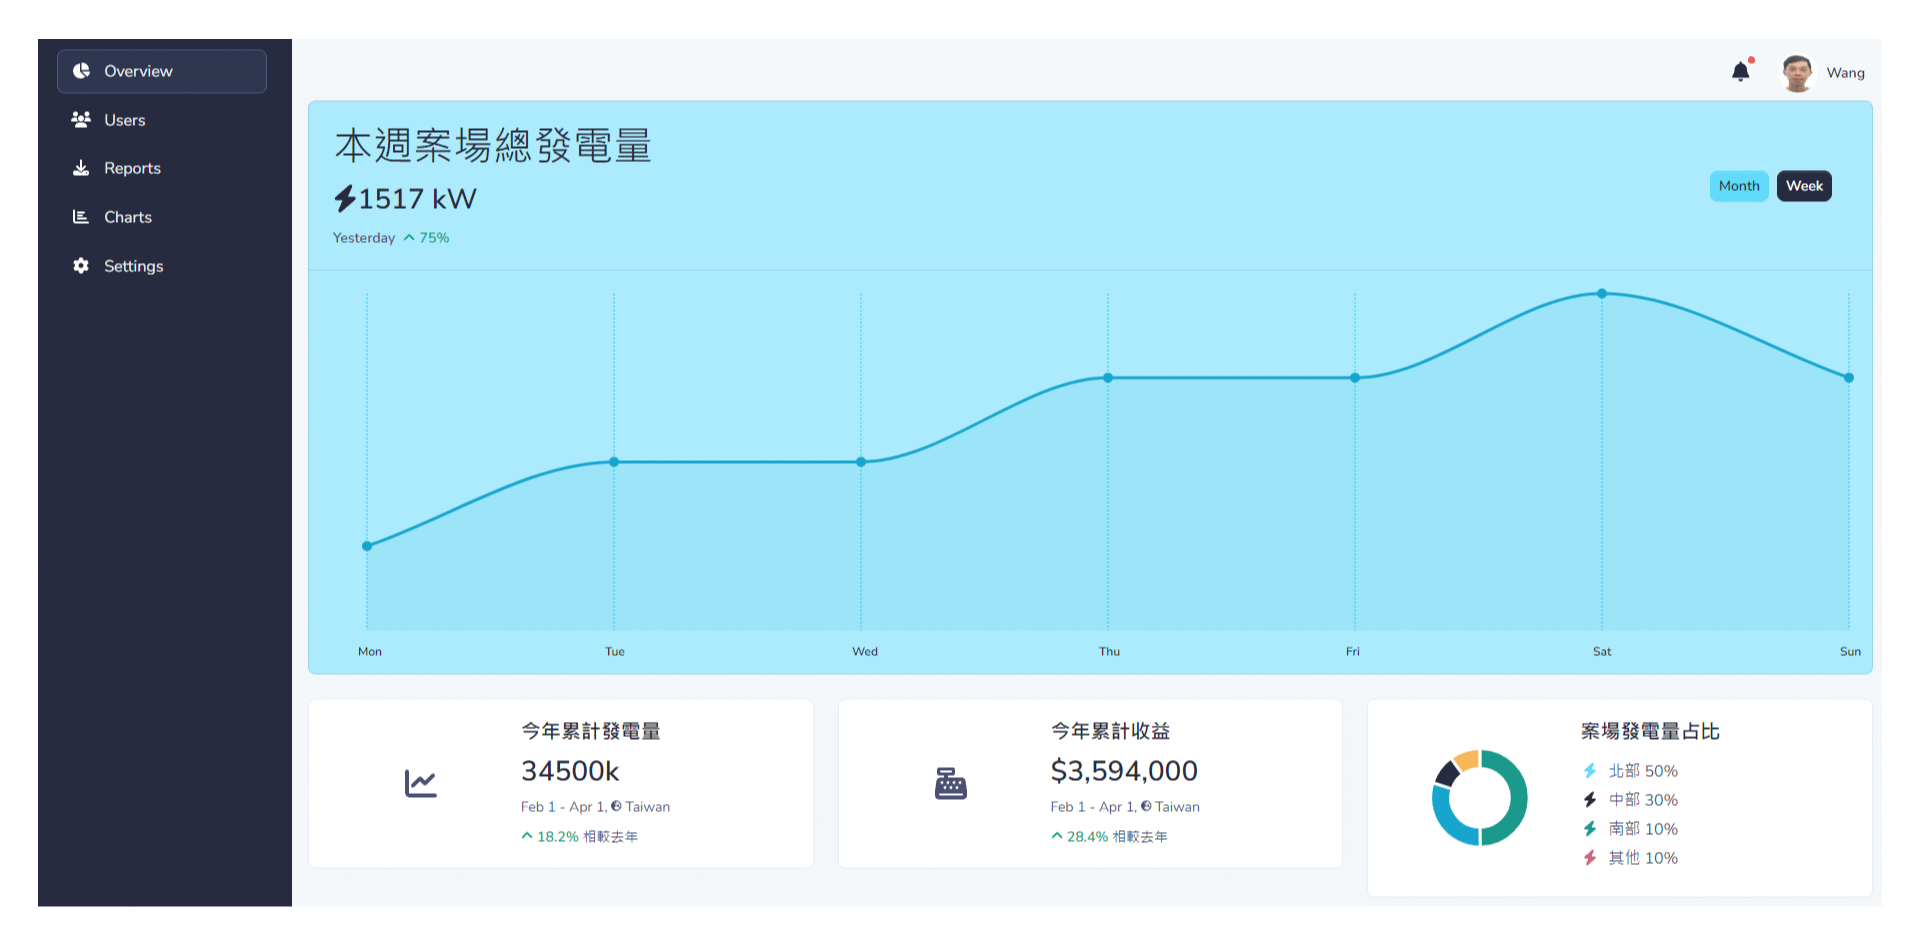 Overview
Users
Reports
Charts
Settings
Wang
本週案場總發電量
1517 kW
Yesterday 75%
Month
Week
Mon
Tue
Wed
Thu
Fri
Sat
Sun
今年累計發電量
34500k
Feb 1 - Apr 1, Taiwan
18.2% 相較去年
今年累計收益
$3,594,000
Feb 1 - Apr 1, Taiwan
28.4% 相較去年
案場發電量占比
北部 50%
中部 30%
南部 10%
其他 10%